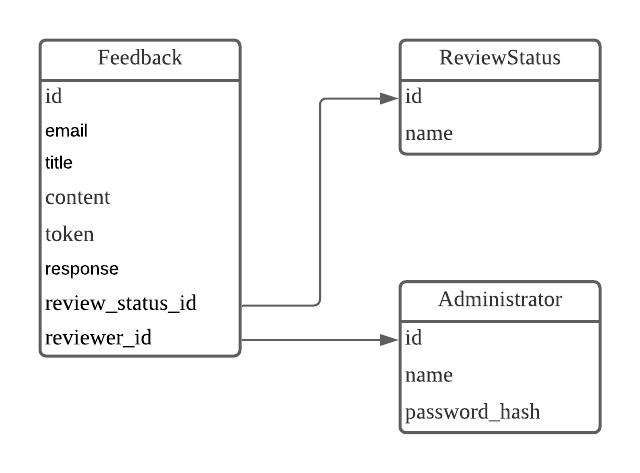 Feedback
id
email
title
content
token
response
review_status_id
reviewer_id
ReviewStatus
id
name
Administrator
id
name
password_hash